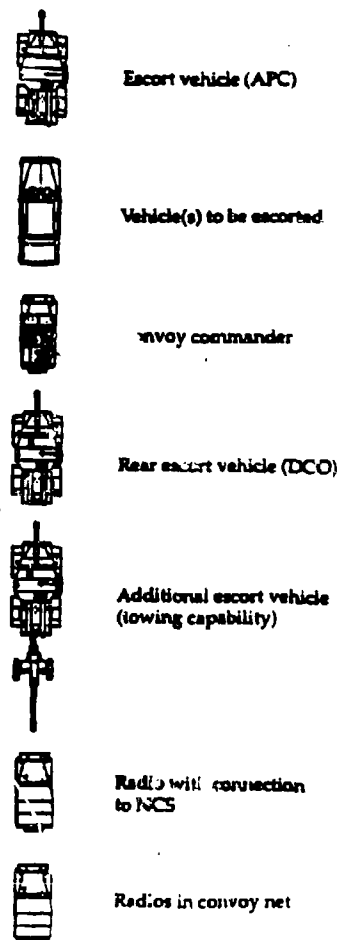 Escort vehicle (APC)
Vehicle(s) to be escorted
commander
Rear escort vehicle (DCO)
Additional escort vehicle
(towing capability)
Radio with connection
to NCS
Radios in convoy net